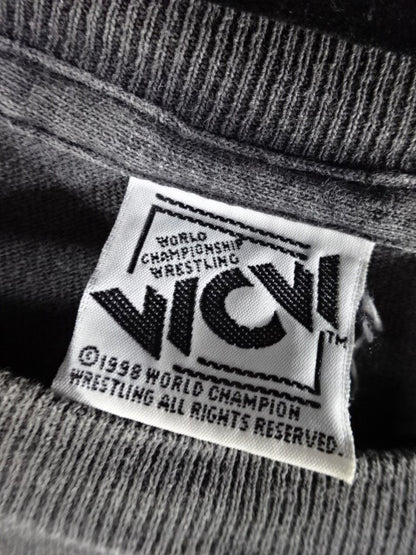 WORLD
CHAMPIONSHIP
WRESTLING
WCW
TM
©1998 WORLD CHAMPION
WRESTLING ALL RIGHTS RESERVED.